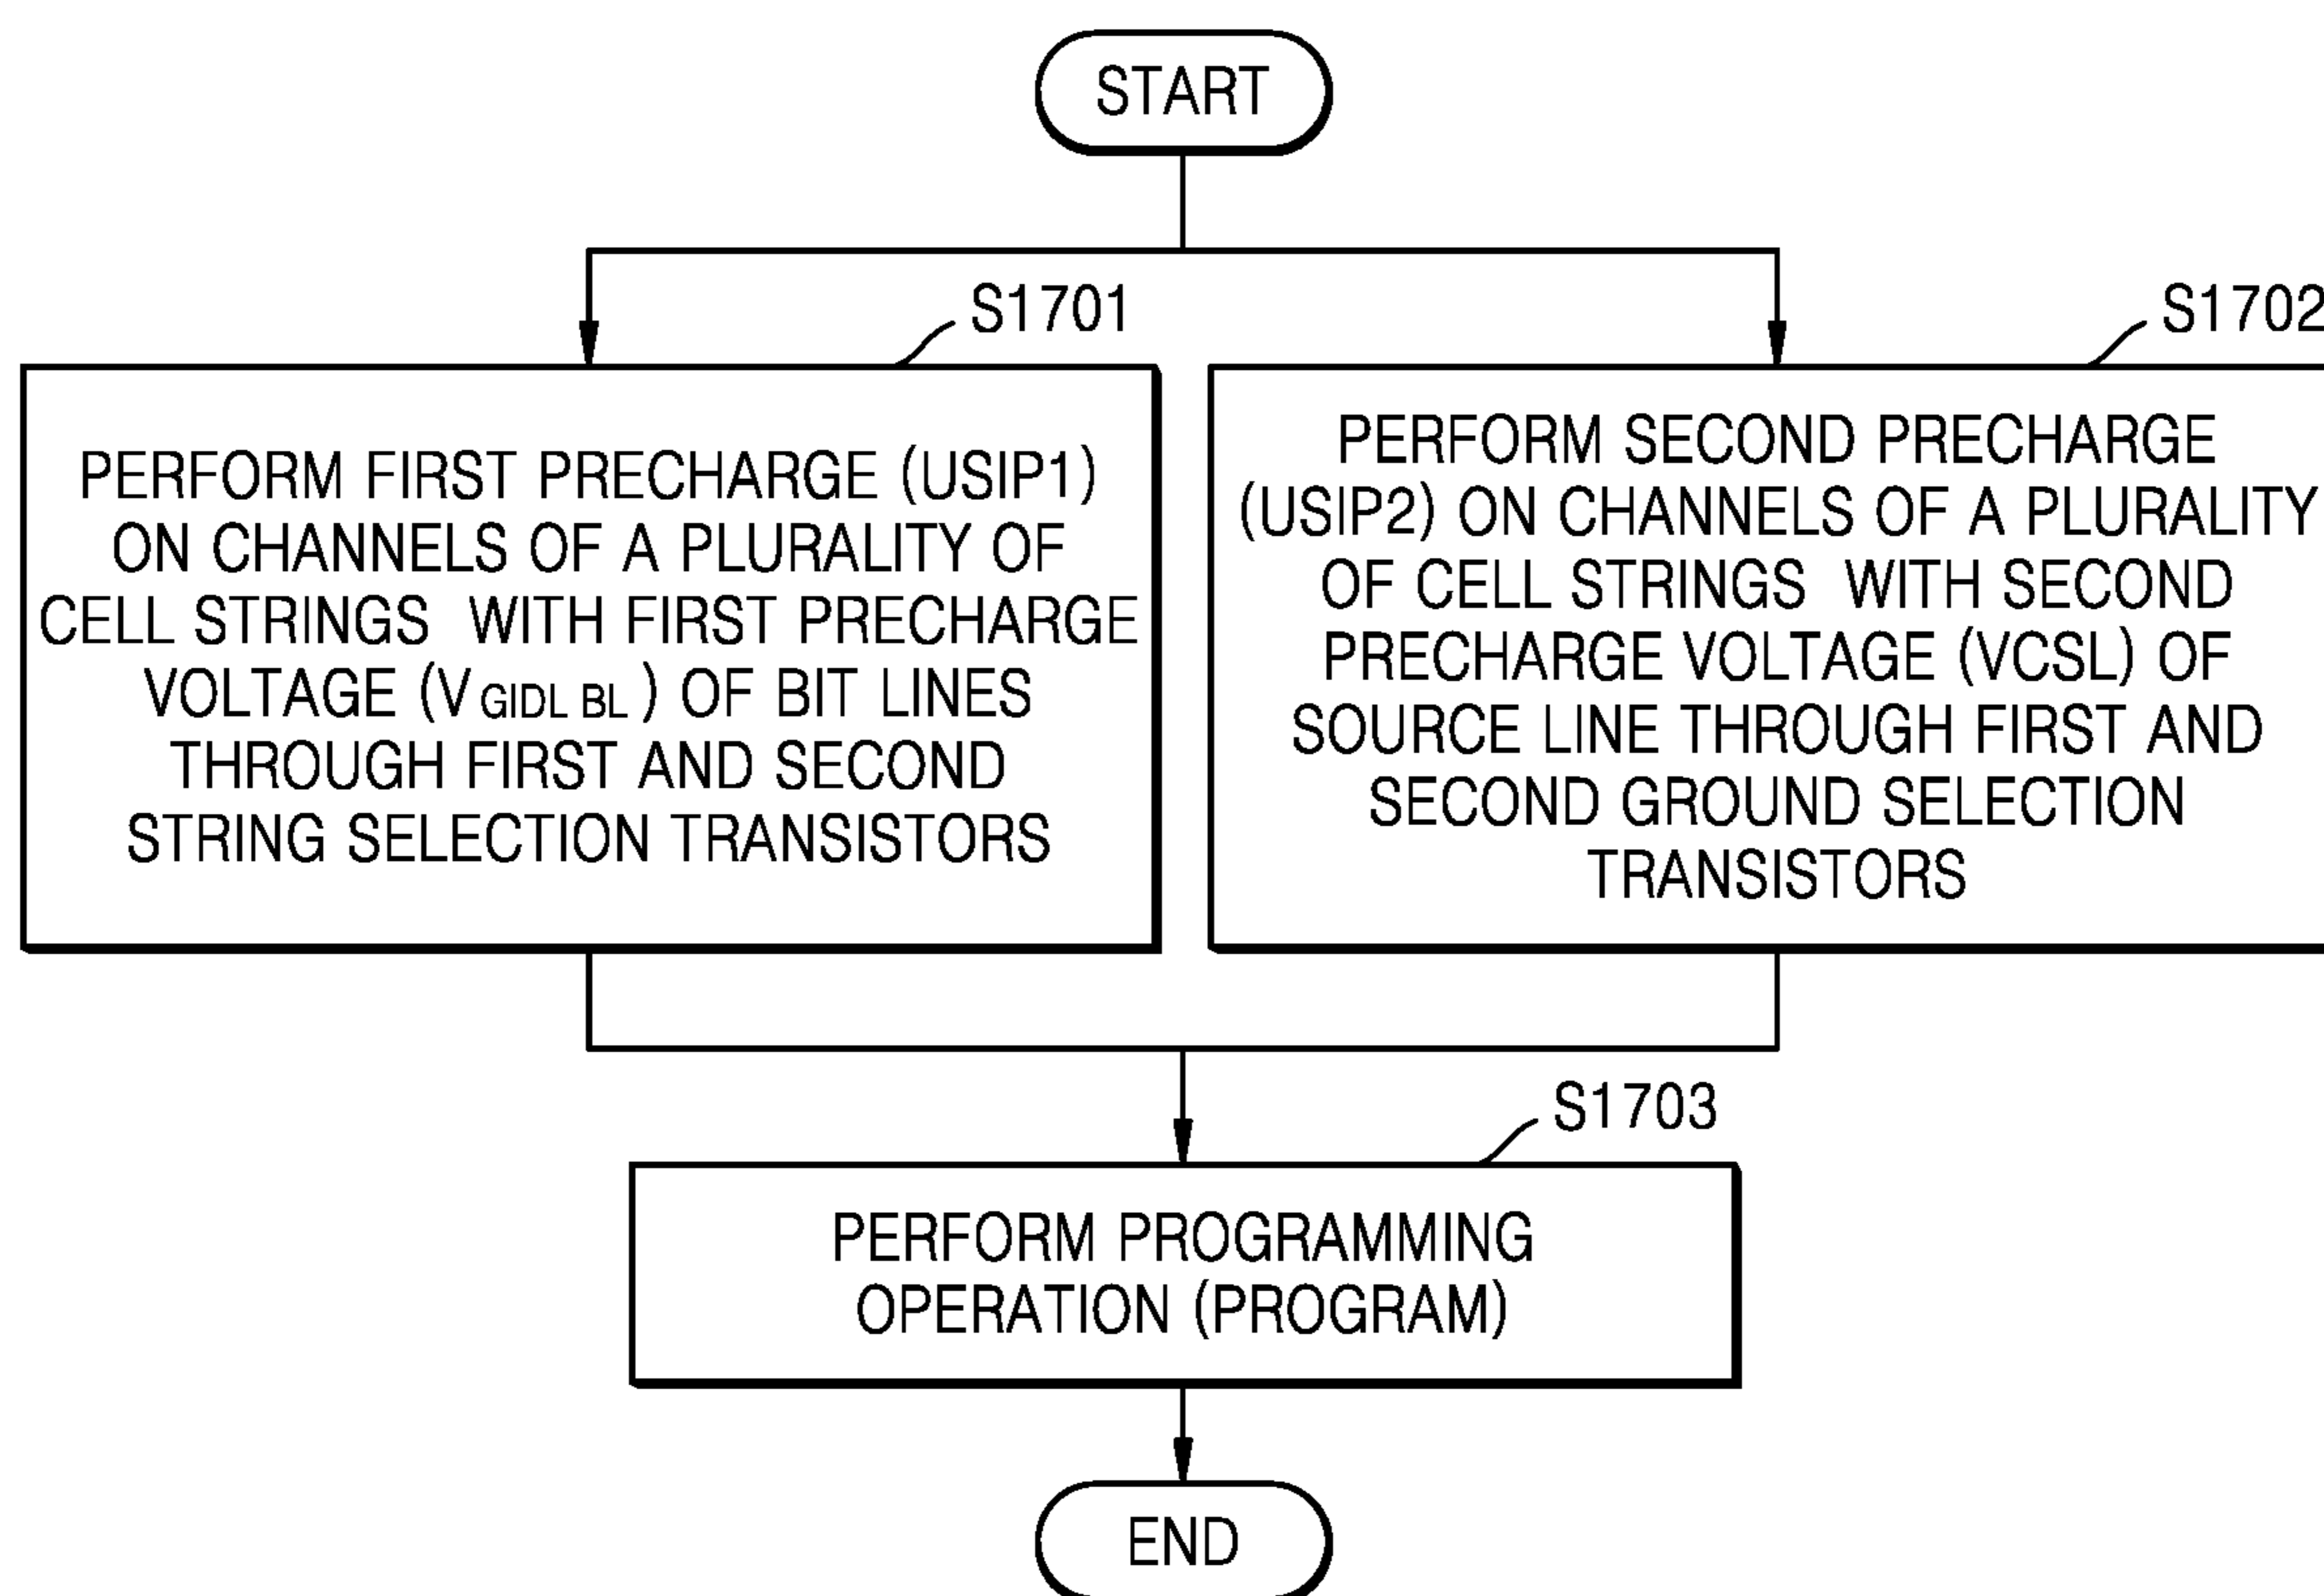 START
S1701
PERFORM FIRST PRECHARGE (USIP1)
ON CHANNELS OF A PLURALITY OF
CELL STRINGS WITH FIRST PRECHARGE
VOLTAGE (VGIDL BL) OF BIT LINES
THROUGH FIRST AND SECOND
STRING SELECTION TRANSISTORS
S1702
PERFORM SECOND PRECHARGE
(USIP2) ON CHANNELS OF A PLURALITY
OF CELL STRINGS WITH SECOND
PRECHARGE VOLTAGE (VCSL) OF
SOURCE LINE THROUGH FIRST AND
SECOND GROUND SELECTION
TRANSISTORS
S1703
PERFORM PROGRAMMING
OPERATION (PROGRAM)
END